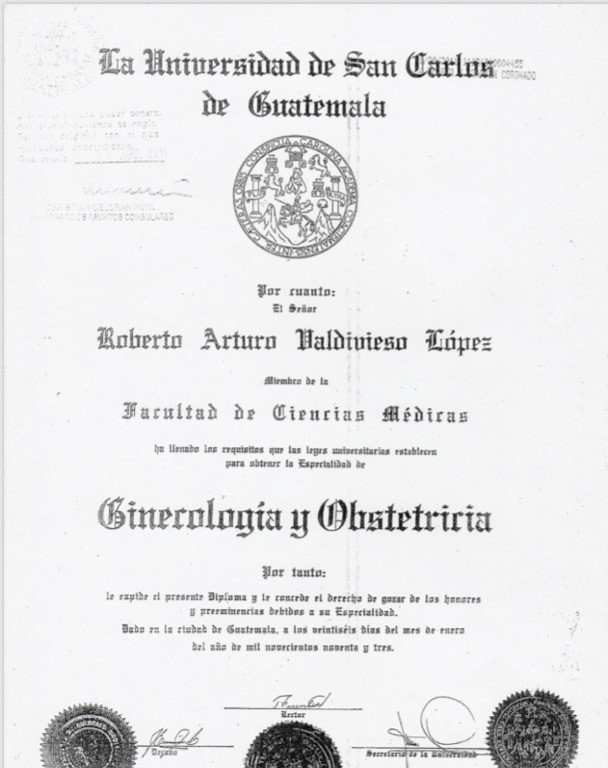 La Universidad de San Carlos
de Guatemala
Por cuanto:
El Señor
Roberto Arturo Valdivieso López
Miembro de la
Facultad de Ciencias Médicas
ha llenado los requisitos que las leyes universitarias establecen
para obtener la Especialidad de
Ginecología y Obstetricia
Por tanto:
le expide el presente Diploma y le concede el derecho de gozar de los honores
y preeminencias debidos a su Especialidad.
Dado en la ciudad de Guatemala, a los veintiséis días del mes de enero
del año de mil novecientos noventa y tres.
Rector
Decano
Secretario de la Universidad